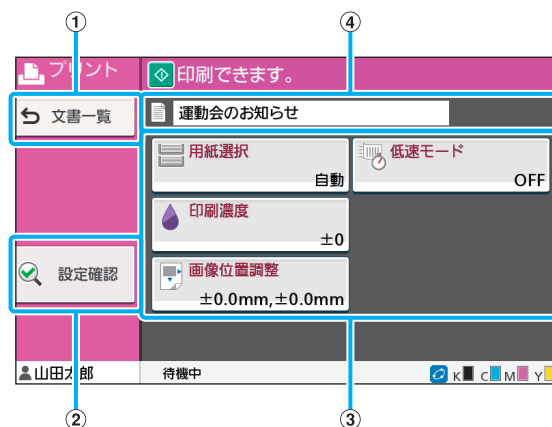 ① ④
プリント 印刷できます。
文書一覧 運動会のお知らせ
用紙選択 低速モード
自動 OFF
印刷濃度
±0
設定確認 画像位置調整
±0.0mm,±0.0mm
山田太郎 待機中 K C M Y
② ③